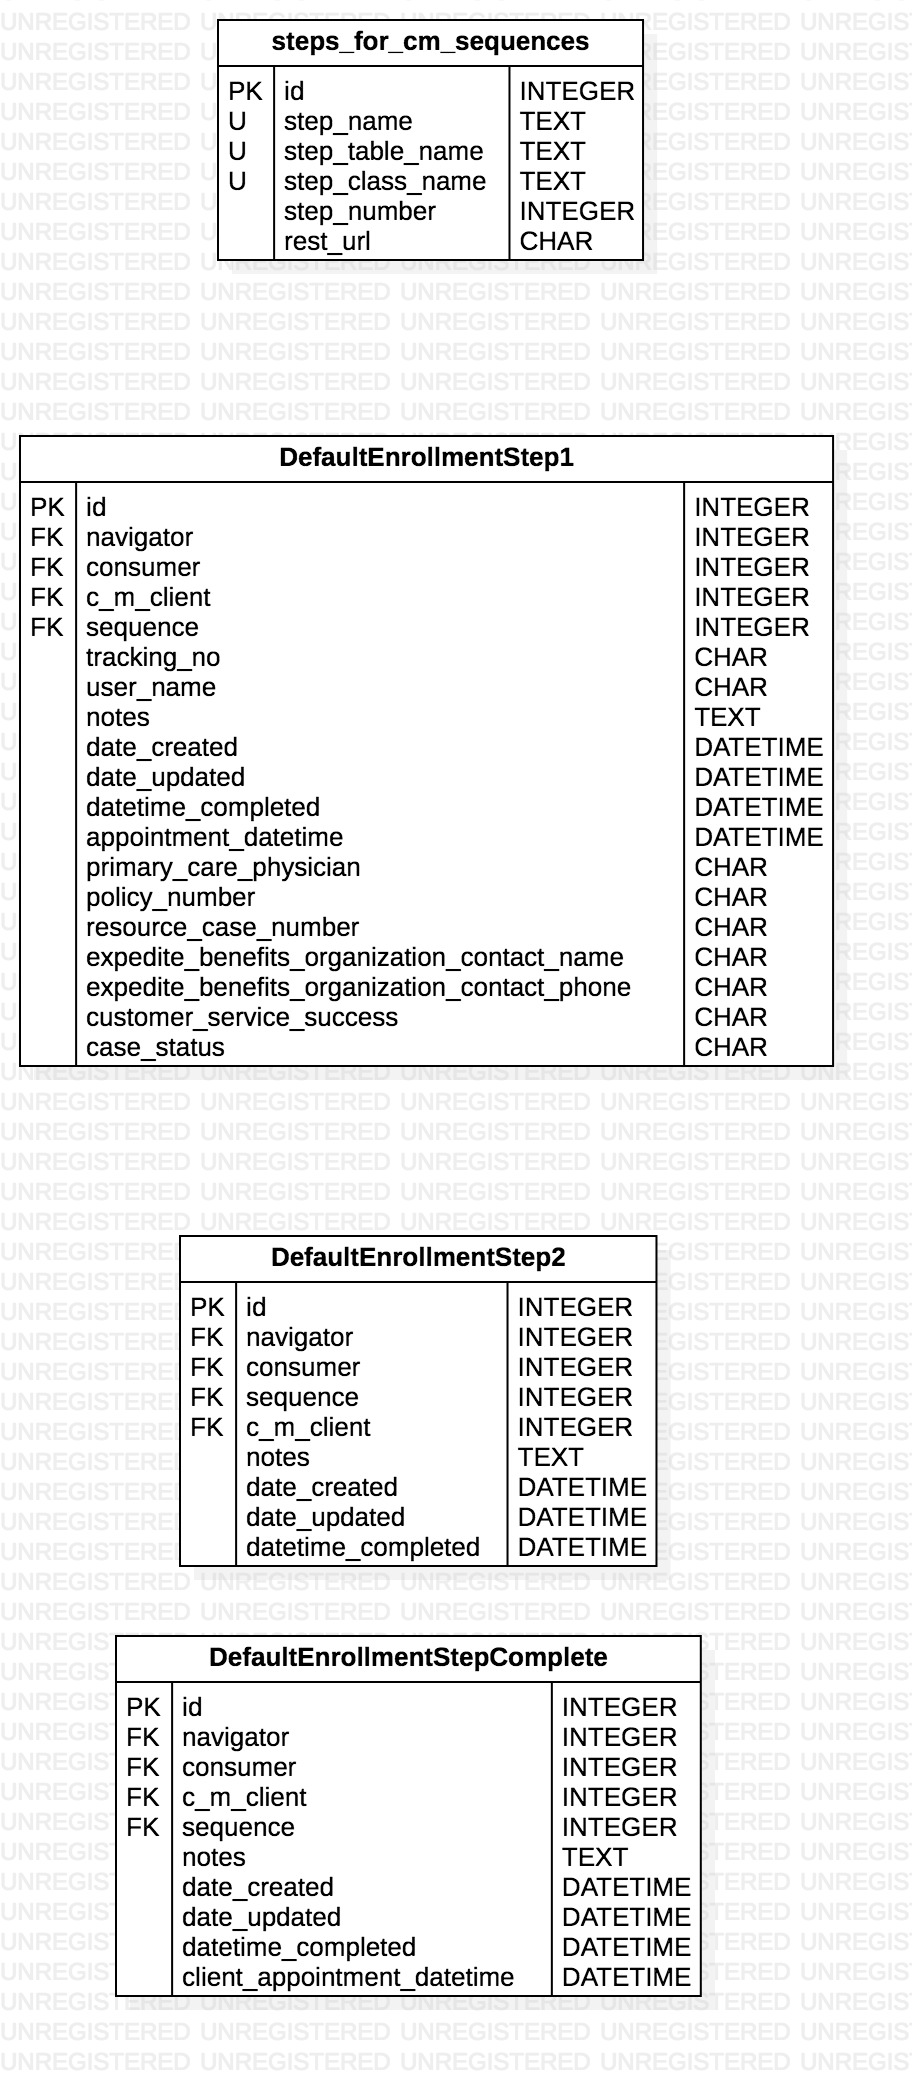 steps_for_cm_sequences
PK id INTEGER
U step_name TEXT
U step_table_name TEXT
U step_class_name TEXT
step_number INTEGER
rest_url CHAR
DefaultEnrollmentStep1
PK id INTEGER
FK navigator INTEGER
FK consumer INTEGER
FK c_m_client INTEGER
FK sequence INTEGER
tracking_no CHAR
user_name CHAR
notes TEXT
date_created DATETIME
date_updated DATETIME
datetime_completed DATETIME
appointment_datetime DATETIME
primary_care_physician CHAR
policy_number CHAR
resource_case_number CHAR
expedite_benefits_organization_contact_name CHAR
expedite_benefits_organization_contact_phone CHAR
customer_service_success CHAR
case_status CHAR
DefaultEnrollmentStep2
PK id INTEGER
FK navigator INTEGER
FK consumer INTEGER
FK sequence INTEGER
FK c_m_client INTEGER
notes TEXT
date_created DATETIME
date_updated DATETIME
datetime_completed DATETIME
DefaultEnrollmentStepComplete
PK id INTEGER
FK navigator INTEGER
FK consumer INTEGER
FK c_m_client INTEGER
FK sequence INTEGER
notes TEXT
date_created DATETIME
date_updated DATETIME
datetime_completed DATETIME
client_appointment_datetime DATETIME
UNREGISTERED